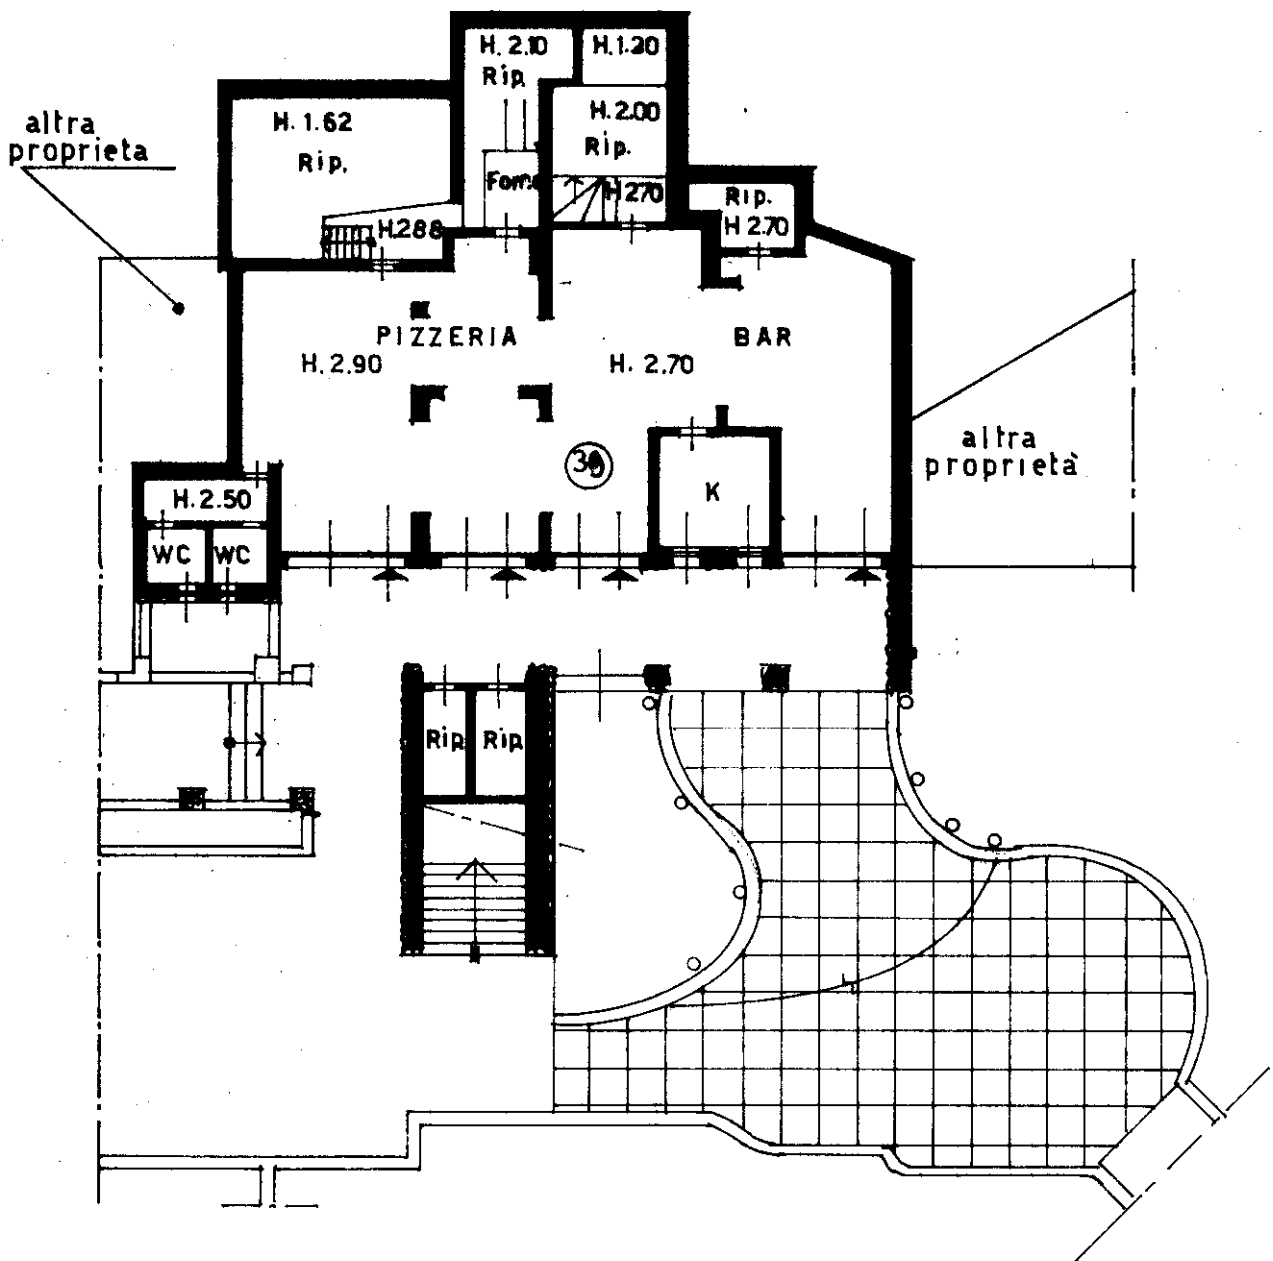 H. 2.10
Rip.
H. 1.20
altra
proprieta
H. 1.62
Rip.
H. 2.00
Rip.
Forno
H 270
Rip.
H 2.70
H. 288
PIZZERIA
H. 2.90
BAR
H. 2.70
altra
proprietà
K
H. 2.50
WC
WC
Rip
Rip